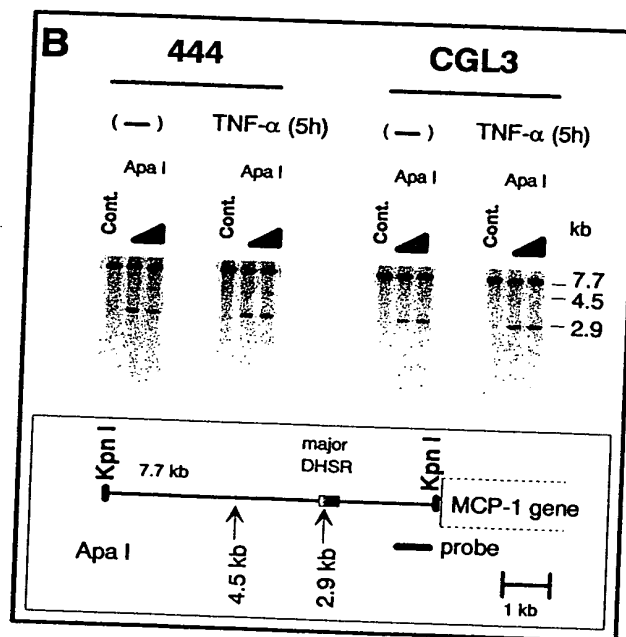 B
444 CGL3
(—) TNF-α (5h) (—) TNF-α (5h)
Apa I Apa I Apa I Apa I
Cont. Cont. Cont. Cont. kb
7.7
4.5
2.9
Kpn I 7.7 kb major Kpn I
DHSR
MCP-1 gene
Apa I 4.5 kb 2.9 kb probe
1 kb